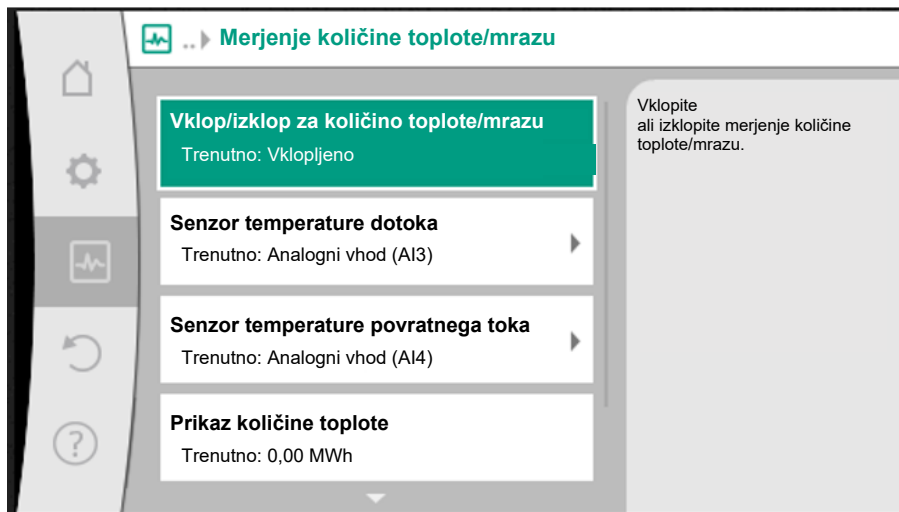 .. Merjenje količine toplote/mrazu
Vklop/izklop za količino toplote/mrazu
Trenutno: Vklopljeno
Senzor temperature dotoka
Trenutno: Analogni vhod (AI3)
Senzor temperature povratnega toka
Trenutno: Analogni vhod (AI4)
Prikaz količine toplote
Trenutno: 0,00 MWh
Vklopite
ali izklopite merjenje količine
toplote/mrazu.
?